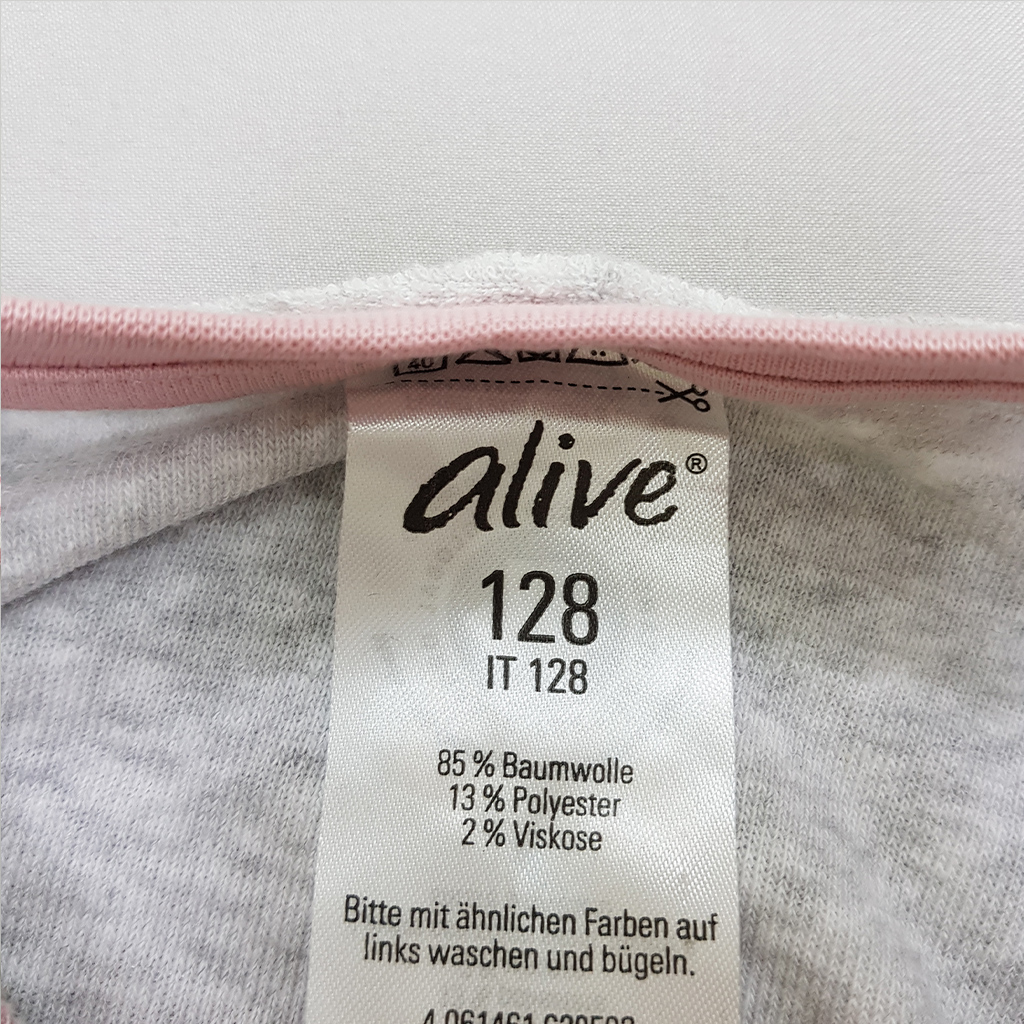 40
alive®
128
IT 128
85 % Baumwolle
13 % Polyester
2 % Viskose
Bitte mit ähnlichen Farben auf
links waschen und bügeln.